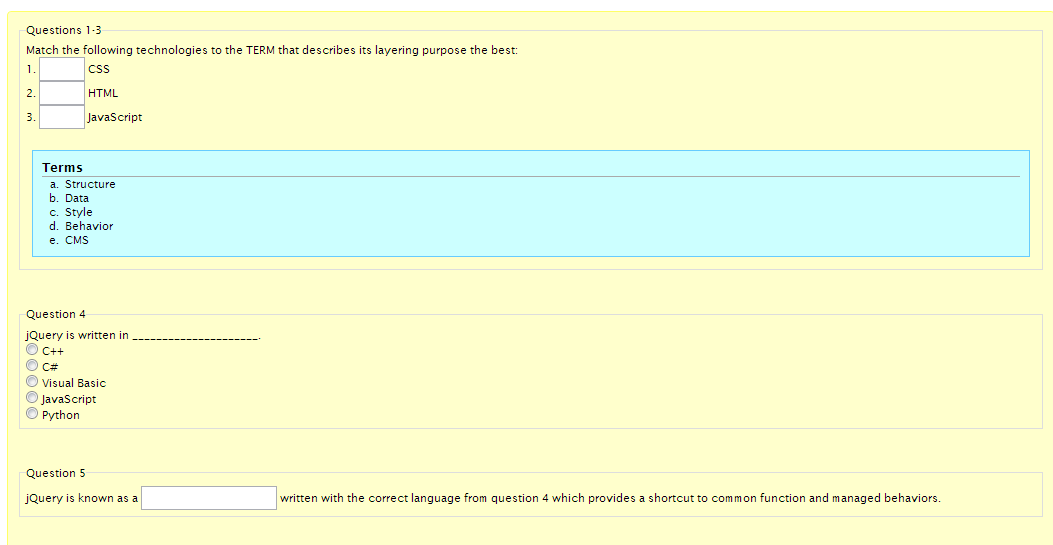 Questions 1-3
Match the following technologies to the TERM that describes its layering purpose the best:
1. CSS
2. HTML
3. JavaScript
Terms
a. Structure
b. Data
c. Style
d. Behavior
e. CMS
Question 4
jQuery is written in _____________________.
C++
C#
Visual Basic
JavaScript
Python
Question 5
jQuery is known as a written with the correct language from question 4 which provides a shortcut to common function and managed behaviors.